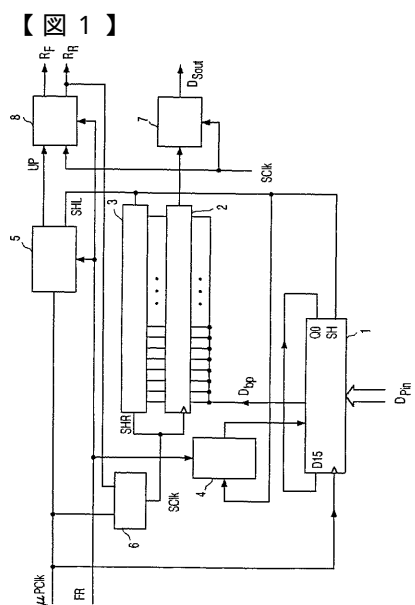 【図１】
R_F
R_R
8
UP
5
SHL
D_Sout
7
SClk
3
2
SHR
D_bp
SClk
6
4
μPClk
FR
D15
Q0
SH
1
D_Pin